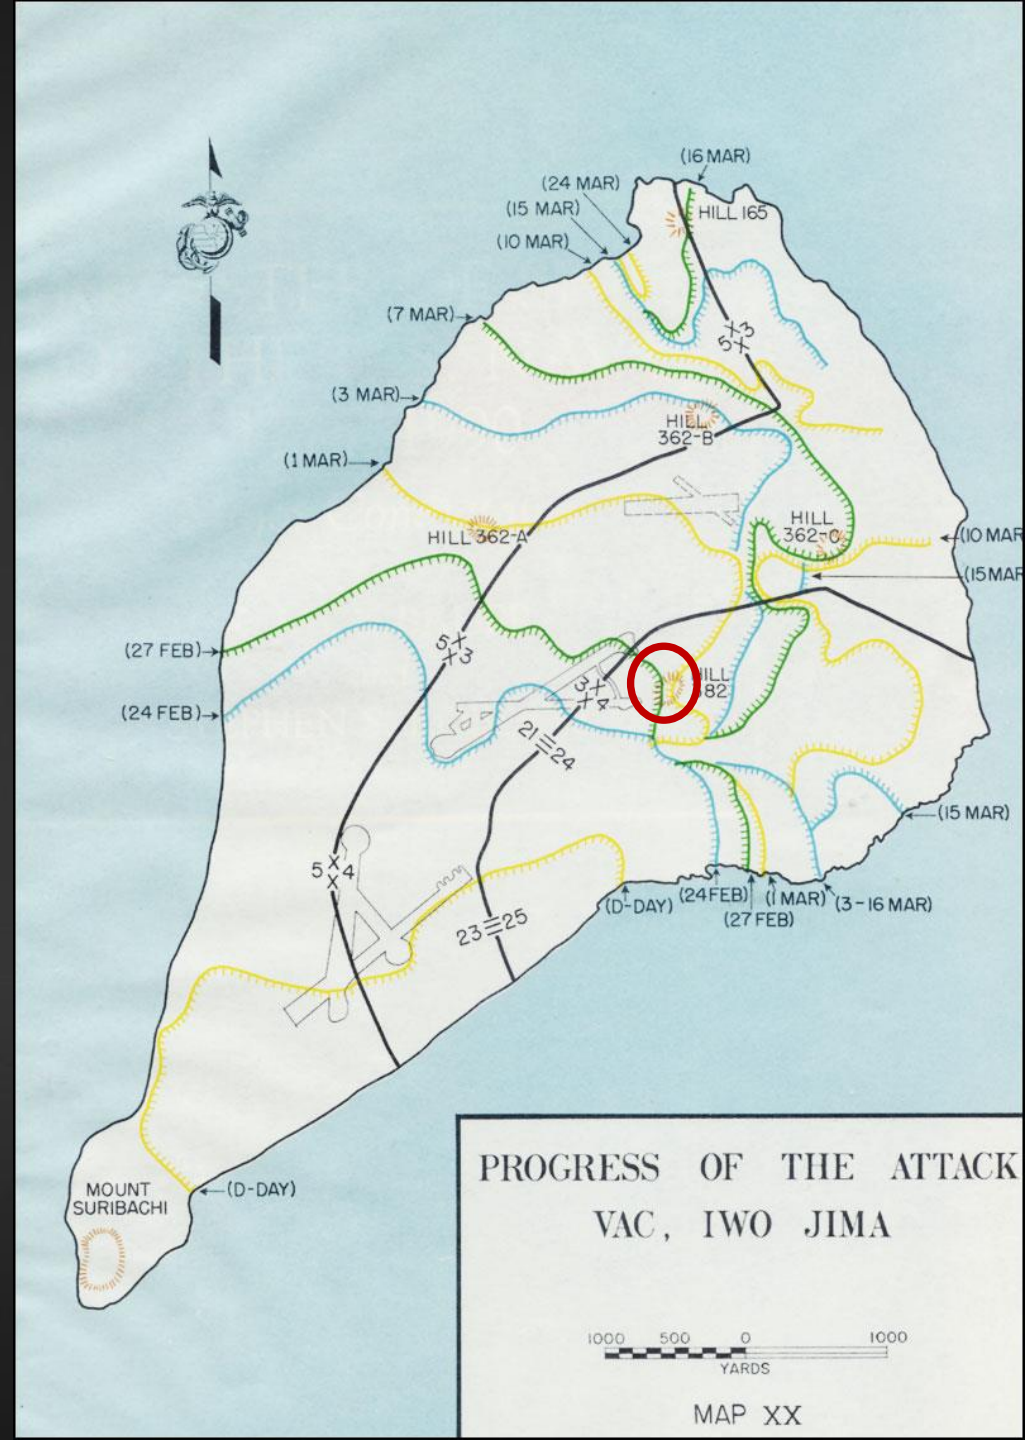 (16 MAR)
(24 MAR)
HILL 165
(15 MAR)
(10 MAR)
(7 MAR)
5 3
(3 MAR)
HILL
362-B
(1 MAR)
HILL
362-C
HILL 362-A
(10 MAR
(15 MAR
(27 FEB)
5 3
HILL
382
3 4
(24 FEB)
21 24
(15 MAR)
5 4
(D-DAY)
(24 FEB)
(27 FEB)
(1 MAR)
(3-16 MAR)
23 25
MOUNT
SURIBACHI
(D-DAY)
PROGRESS OF THE ATTACK
VAC, IWO JIMA
1000 500 0 1000
YARDS
MAP XX